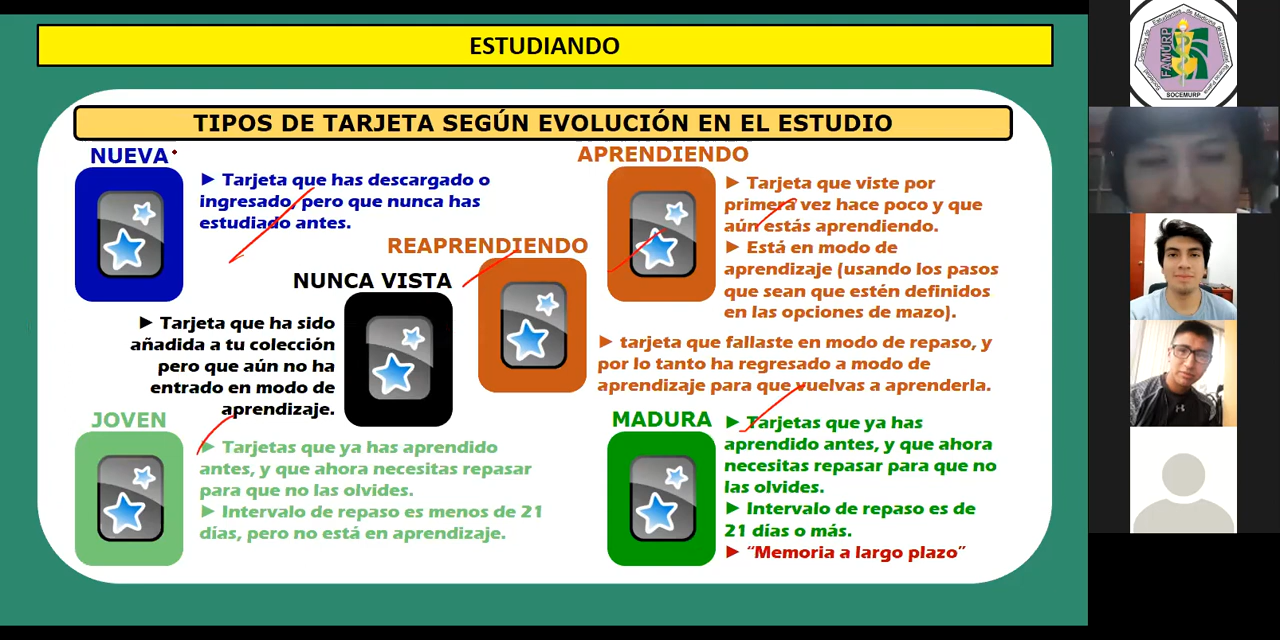 ESTUDIANDO
TIPOS DE TARJETA SEGÚN EVOLUCIÓN EN EL ESTUDIO
NUEVA
► Tarjeta que has descargado o
ingresado, pero que nunca has
estudiado antes.
APRENDIENDO
► Tarjeta que viste por
primera vez hace poco y que
aún estás aprendiendo.
► Está en modo de
aprendizaje (usando los pasos
que sean que estén definidos
en las opciones de mazo).
REAPRENDIENDO
► tarjeta que fallaste en modo de repaso, y
por lo tanto ha regresado a modo de
aprendizaje para que vuelvas a aprenderla.
NUNCA VISTA
► Tarjeta que ha sido
añadida a tu colección
pero que aún no ha
entrado en modo de
aprendizaje.
JOVEN
► Tarjetas que ya has aprendido
antes, y que ahora necesitas repasar
para que no las olvides.
► Intervalo de repaso es menos de 21
días, pero no está en aprendizaje.
MADURA
► Tarjetas que ya has
aprendido antes, y que ahora
necesitas repasar para que no
las olvides.
► Intervalo de repaso es de
21 días o más.
► “Memoria a largo plazo”
FAMURP
SOCEMURP